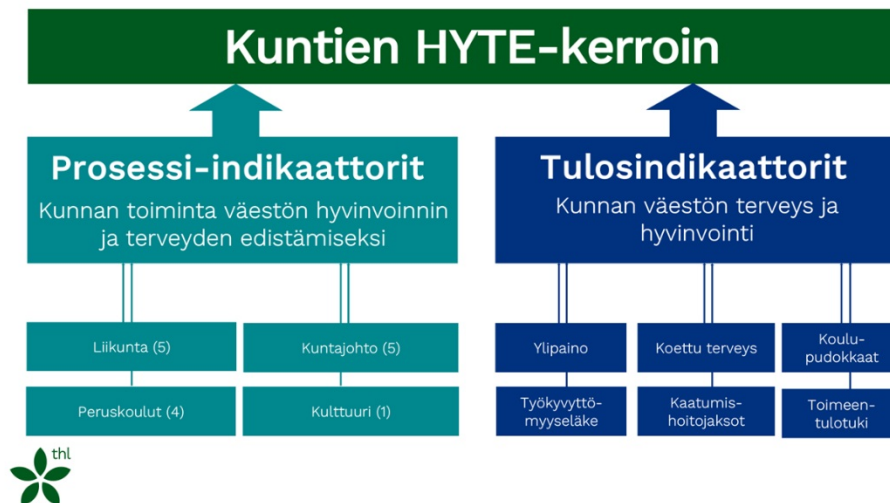 Kuntien HYTE-kerroin
Prosessi-indikaattorit
Kunnan toiminta väestön hyvinvoinnin
ja terveyden edistämiseksi
Liikunta (5)
Kuntajohto (5)
Peruskoulut (4)
Kulttuuri (1)
Tulosindikaattorit
Kunnan väestön terveys ja
hyvinvointi
Ylipaino
Koettu terveys
Koulu-
pudokkaat
Työkyvyttö-
myyseläke
Kaatumis-
hoitojaksot
Toimeen-
tulotuki
thl